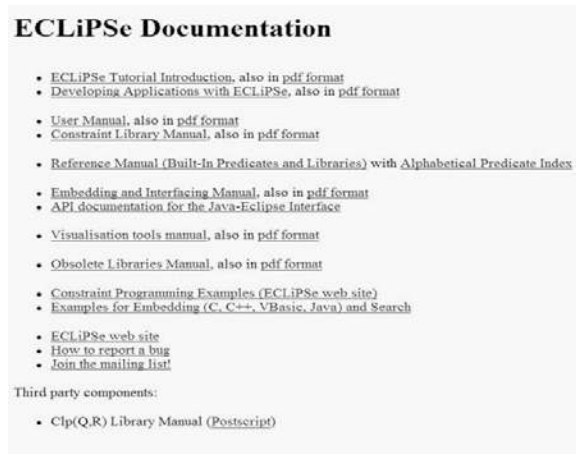 ECLiPSe Documentation
• ECLiPSe Tutorial Introduction, also in pdf format
• Developing Applications with ECLiPSe, also in pdf format
• User Manual, also in pdf format
• Constraint Library Manual, also in pdf format
• Reference Manual (Built-In Predicates and Libraries) with Alphabetical Predicate Index
• Embedding and Interfacing Manual, also in pdf format
• API documentation for the Java-Eclipse Interface
• Visualisation tools manual, also in pdf format
• Obsolete Libraries Manual, also in pdf format
• Constraint Programming Examples (ECLiPSe web site)
• Examples for Embedding (C, C++, VBasic, Java) and Search
• ECLiPSe web site
• How to report a bug
• Join the mailing list!
Third party components:
• Clp(Q,R) Library Manual (Postscript)